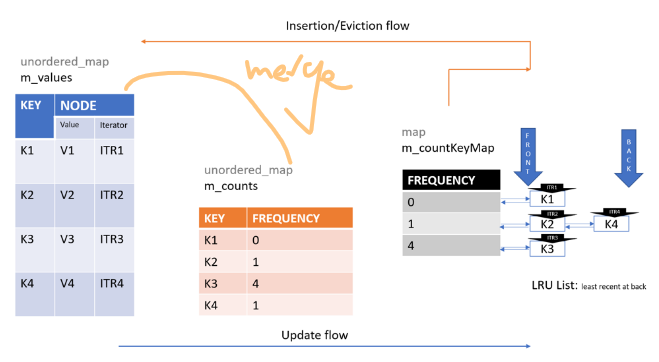 Insertion/Eviction flow
unordered_map
m_values
merge
KEY NODE
Value Iterator
K1 V1 ITR1
K2 V2 ITR2
K3 V3 ITR3
K4 V4 ITR4
unordered_map
m_counts
KEY FREQUENCY
K1 0
K2 1
K3 4
K4 1
map
m_countKeyMap
FRONT
BACK
FREQUENCY
0
1
4
ITR1
K1
ITR2
K2
ITR4
K4
ITR3
K3
LRU List: least recent at back
Update flow